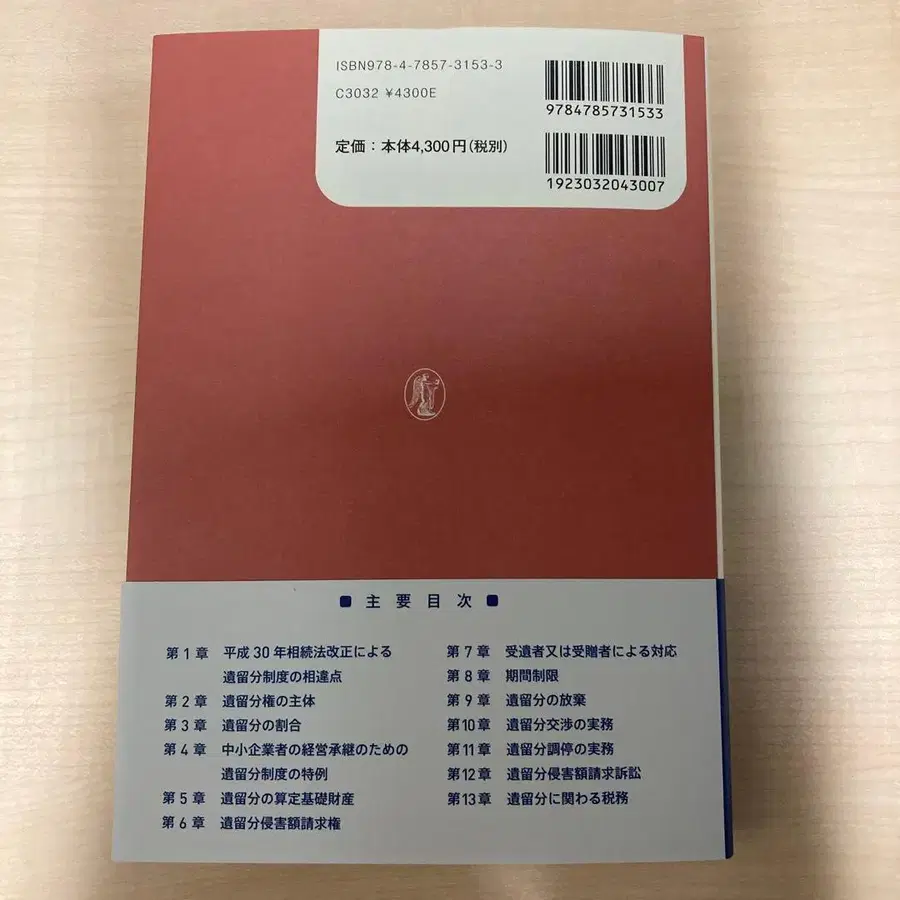 ISBN978-4-7857-3153-3
C3032 ¥4300E
定価：本体4,300円（税別）
9784785731533
1923032043007
■ 主要目次 ■
第1章 平成30年相続法改正による
遺留分制度の相違点
第2章 遺留分権の主体
第3章 遺留分の割合
第4章 中小企業者の経営承継のための
遺留分制度の特例
第5章 遺留分の算定基礎財産
第6章 遺留分侵害額請求権
第7章 受遺者又は受贈者による対応
第8章 期間制限
第9章 遺留分の放棄
第10章 遺留分交渉の実務
第11章 遺留分調停の実務
第12章 遺留分侵害額請求訴訟
第13章 遺留分に関わる税務